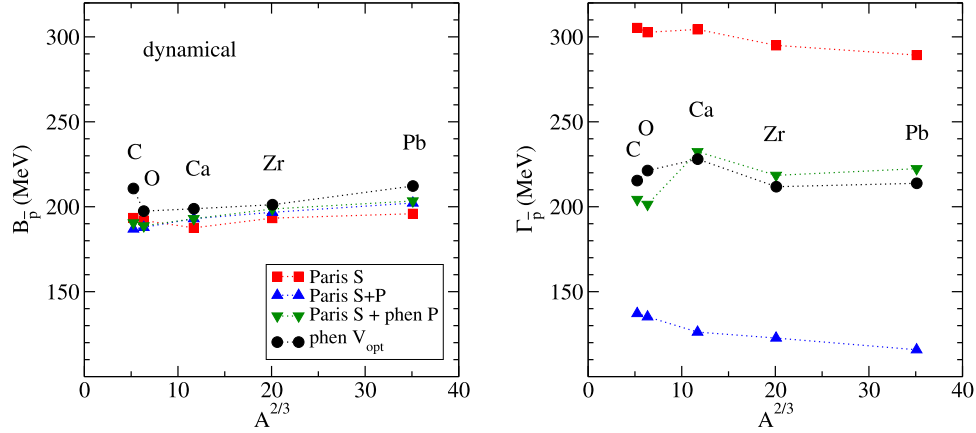 dynamical
B_p̄ (MeV)
300
250
200
150
C
O
Ca
Zr
Pb
Paris S
Paris S+P
Paris S + phen P
phen V_opt
0 10 20 30 40
A^2/3
Γ_p̄ (MeV)
300
250
200
150
C
O
Ca
Zr
Pb
0 10 20 30 40
A^2/3